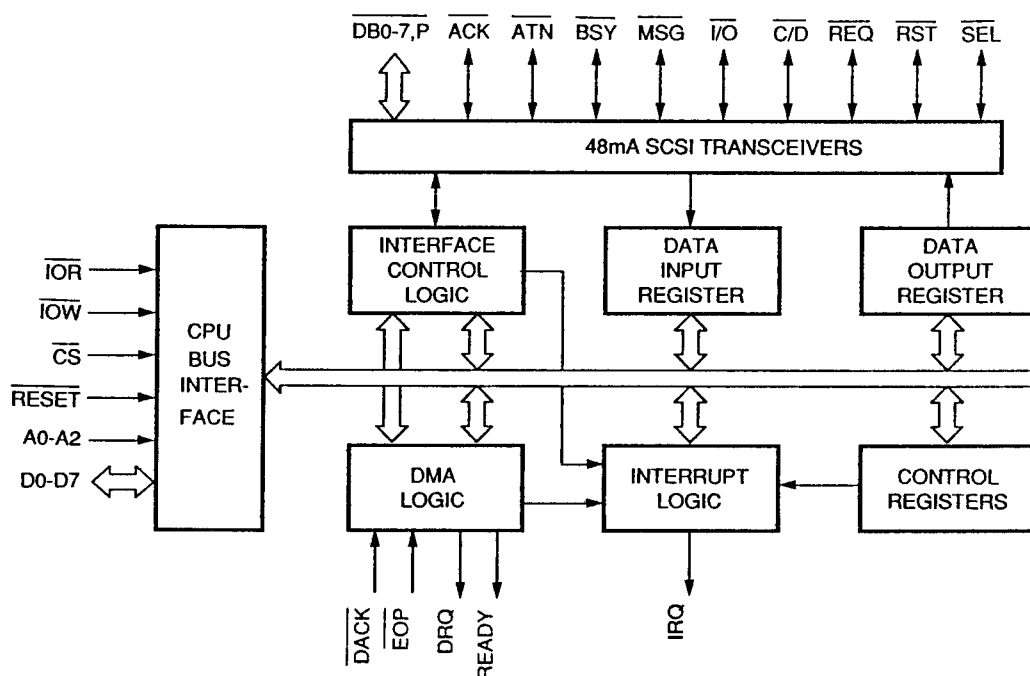 DB0-7,P ACK ATN BSY MSG I/O C/D REQ RST SEL
48mA SCSI TRANSCEIVERS
INTERFACE
CONTROL
LOGIC
DATA
INPUT
REGISTER
DATA
OUTPUT
REGISTER
IOR
IOW
CS
RESET
A0-A2
D0-D7
CPU
BUS
INTER-
FACE
DMA
LOGIC
INTERRUPT
LOGIC
CONTROL
REGISTERS
DACK
EOP
DRQ
READY
IRQ